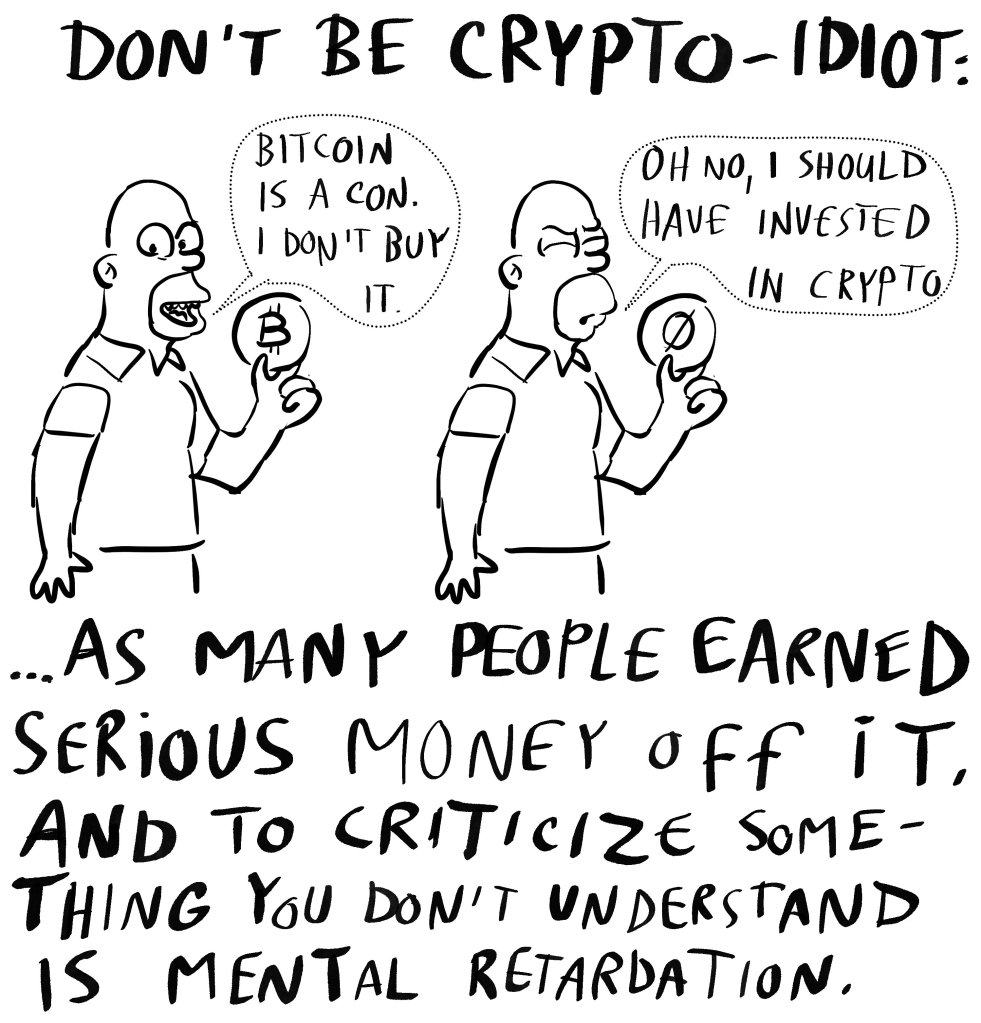 DON'T BE CRYPTO-IDIOT:
BITCOIN
IS A CON.
I DON'T BUY
IT.
B
OH NO, I SHOULD
HAVE INVESTED
IN CRYPTO
Ø
...AS MANY PEOPLE EARNED
SERIOUS MONEY OFF IT.
AND TO CRITICIZE SOME-
THING YOU DON'T UNDERSTAND
IS MENTAL RETARDATION.